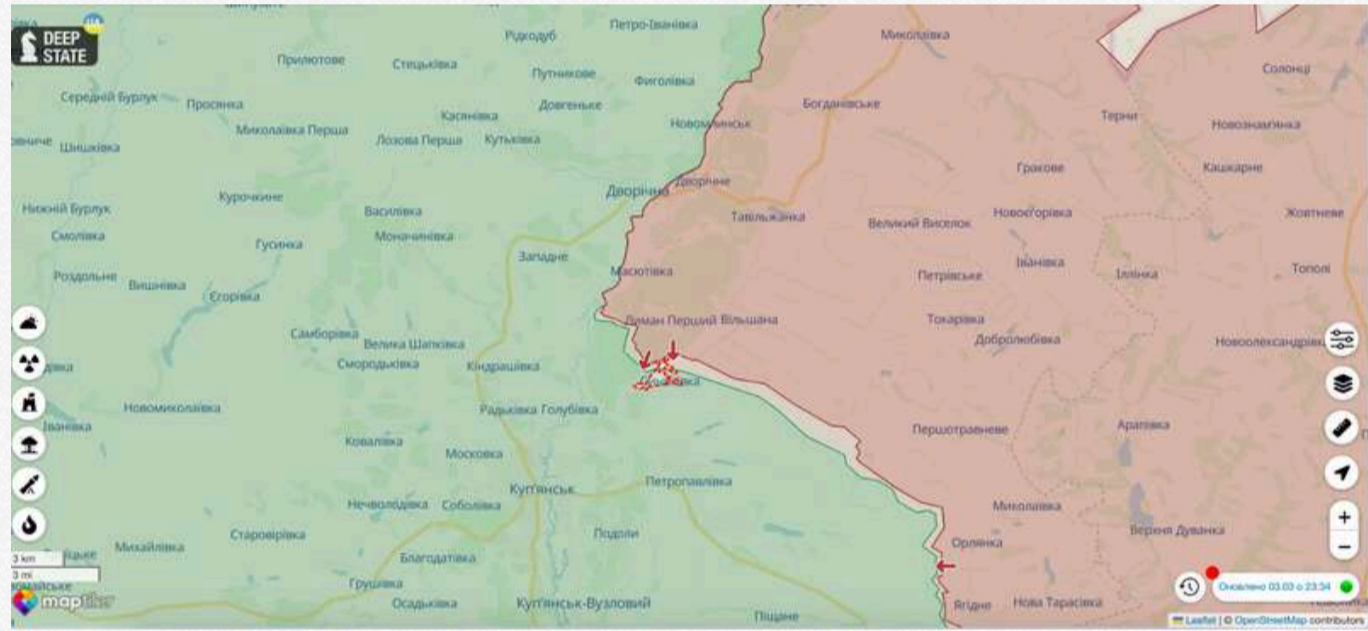 DEEP
STATE
Рідкодуб
Петро-Іванівка
Миколаївка
Прилютове
Стецьківка
Путникове
Фиголівка
Солонці
Середній Бурлук
Просянка
Касянівка
Довгеньке
Богданівське
Терни
Новознам'янка
Миколаївка Перша
Лозова Перша
Кутьківка
Новомлинськ
Шишківка
Гракове
Кашкарне
Курочкине
Дворічна
Дворічне
Нижній Бурлук
Василівка
Тавільжанка
Великий Виселок
Новоєгорівка
Жовтневе
Смолівка
Гусинка
Моначинівка
Западне
Іванівка
Роздольне
Вишнівка
Єгорівка
Масютівка
Петрівське
Іллінка
Тополі
Самборівка
Велика Шапківка
Лиман Перший
Вільшана
Токарівка
Добролюбівка
Смородьківка
Кіндрашівка
Новомиколаївка
Радьківка
Голубівка
Іванівка
Ковалівка
Московка
Першотравневе
Арапівка
Куп'янськ
Петропавлівка
Нечволодівка
Соболівка
Миколаївка
Старовірівка
Подоли
Орлянка
Верхня Дуванка
Михайлівка
Благодатівка
3 km
3 mi
Грушівка
Оновлено 03.03 о 23:34
maptiler
Осадьківка
Куп'янськ-Вузловий
Піщане
Ягідне
Нова Тарасівка
Leaflet | © OpenStreetMap contributors